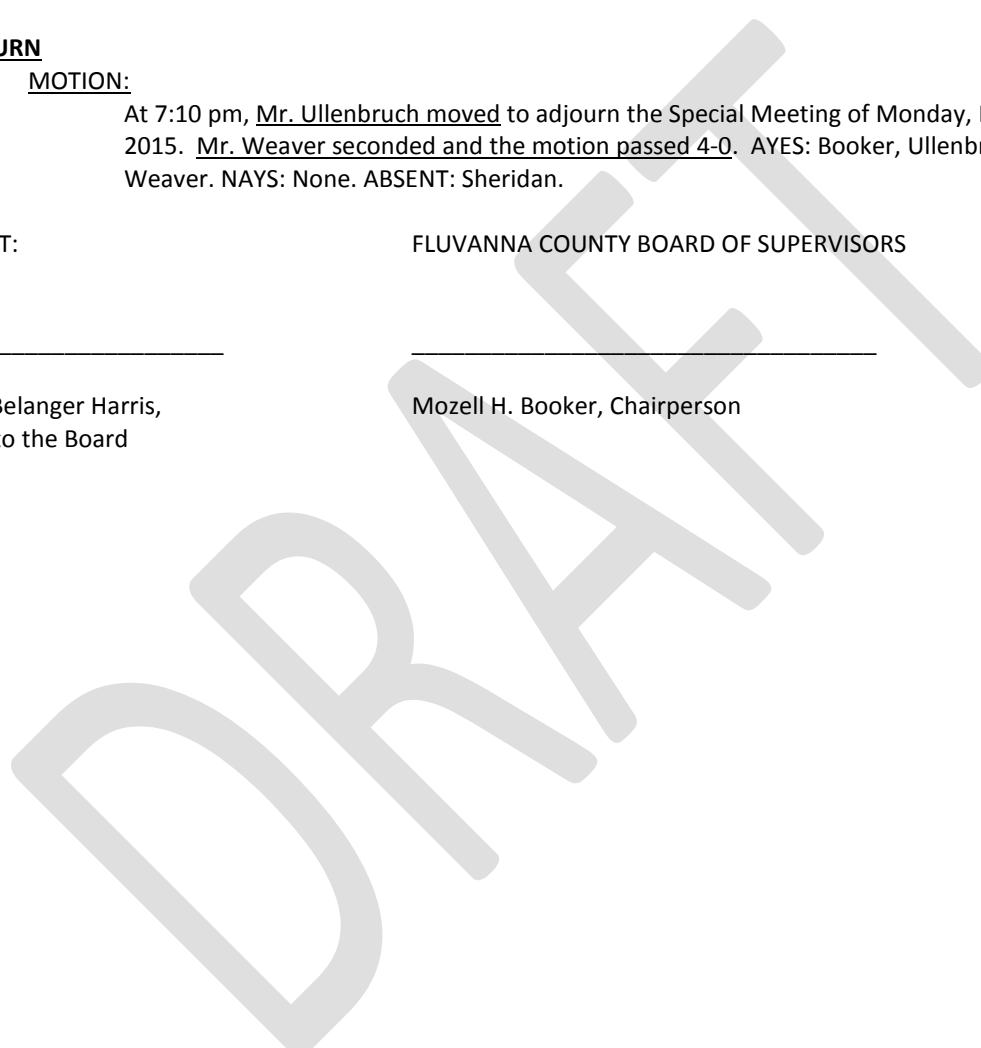 URN
MOTION:
At 7:10 pm, Mr. Ullenbruch moved to adjourn the Special Meeting of Monday,
2015. Mr. Weaver seconded and the motion passed 4-0. AYES: Booker, Ullenb
Weaver. NAYS: None. ABSENT: Sheridan.
T: FLUVANNA COUNTY BOARD OF SUPERVISORS
Belanger Harris, Mozell H. Booker, Chairperson
to the Board
DRAFT